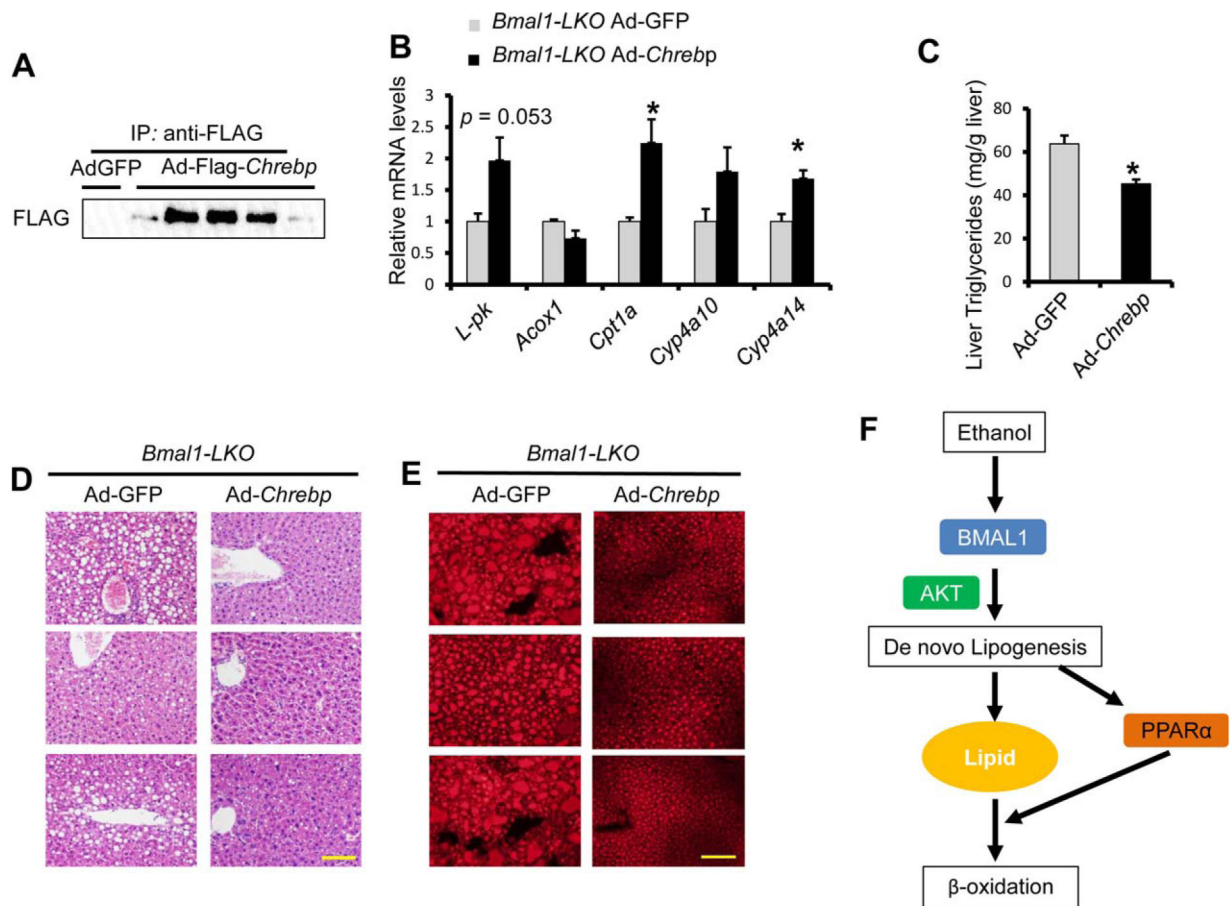 A
IP: anti-FLAG
AdGFP Ad-Flag-Chrebp
FLAG
B
Bmal1-LKO Ad-GFP
Bmal1-LKO Ad-Chrebp
Relative mRNA levels
3
2.5
2
1.5
1
0.5
0
p = 0.053
*
*
L-pk
Acox1
Cpt1a
Cyp4a10
Cyp4a14
C
Liver Triglycerides (mg/g liver)
80
60
40
20
0
*
Ad-GFP
Ad-Chrebp
D
Bmal1-LKO
Ad-GFP Ad-Chrebp
E
Bmal1-LKO
Ad-GFP Ad-Chrebp
F
Ethanol
BMAL1
AKT
De novo Lipogenesis
PPARα
Lipid
β-oxidation